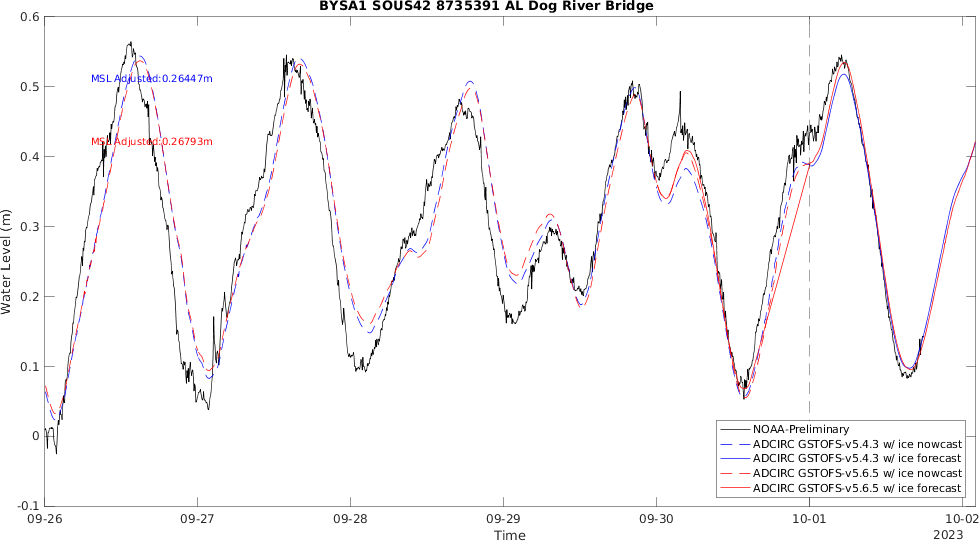 BYSA1 SOUS42 8735391 AL Dog River Bridge
0.6
0.5
0.4
0.3
0.2
0.1
0
-0.1
Water Level (m)
MSL Adjusted:0.26447m
MSL Adjusted:0.26793m
NOAA-Preliminary
ADCIRC GSTOFS-v5.4.3 w/ ice nowcast
ADCIRC GSTOFS-v5.4.3 w/ ice forecast
ADCIRC GSTOFS-v5.6.5 w/ ice nowcast
ADCIRC GSTOFS-v5.6.5 w/ ice forecast
09-26 09-27 09-28 09-29 09-30 10-01 10-02
Time 2023